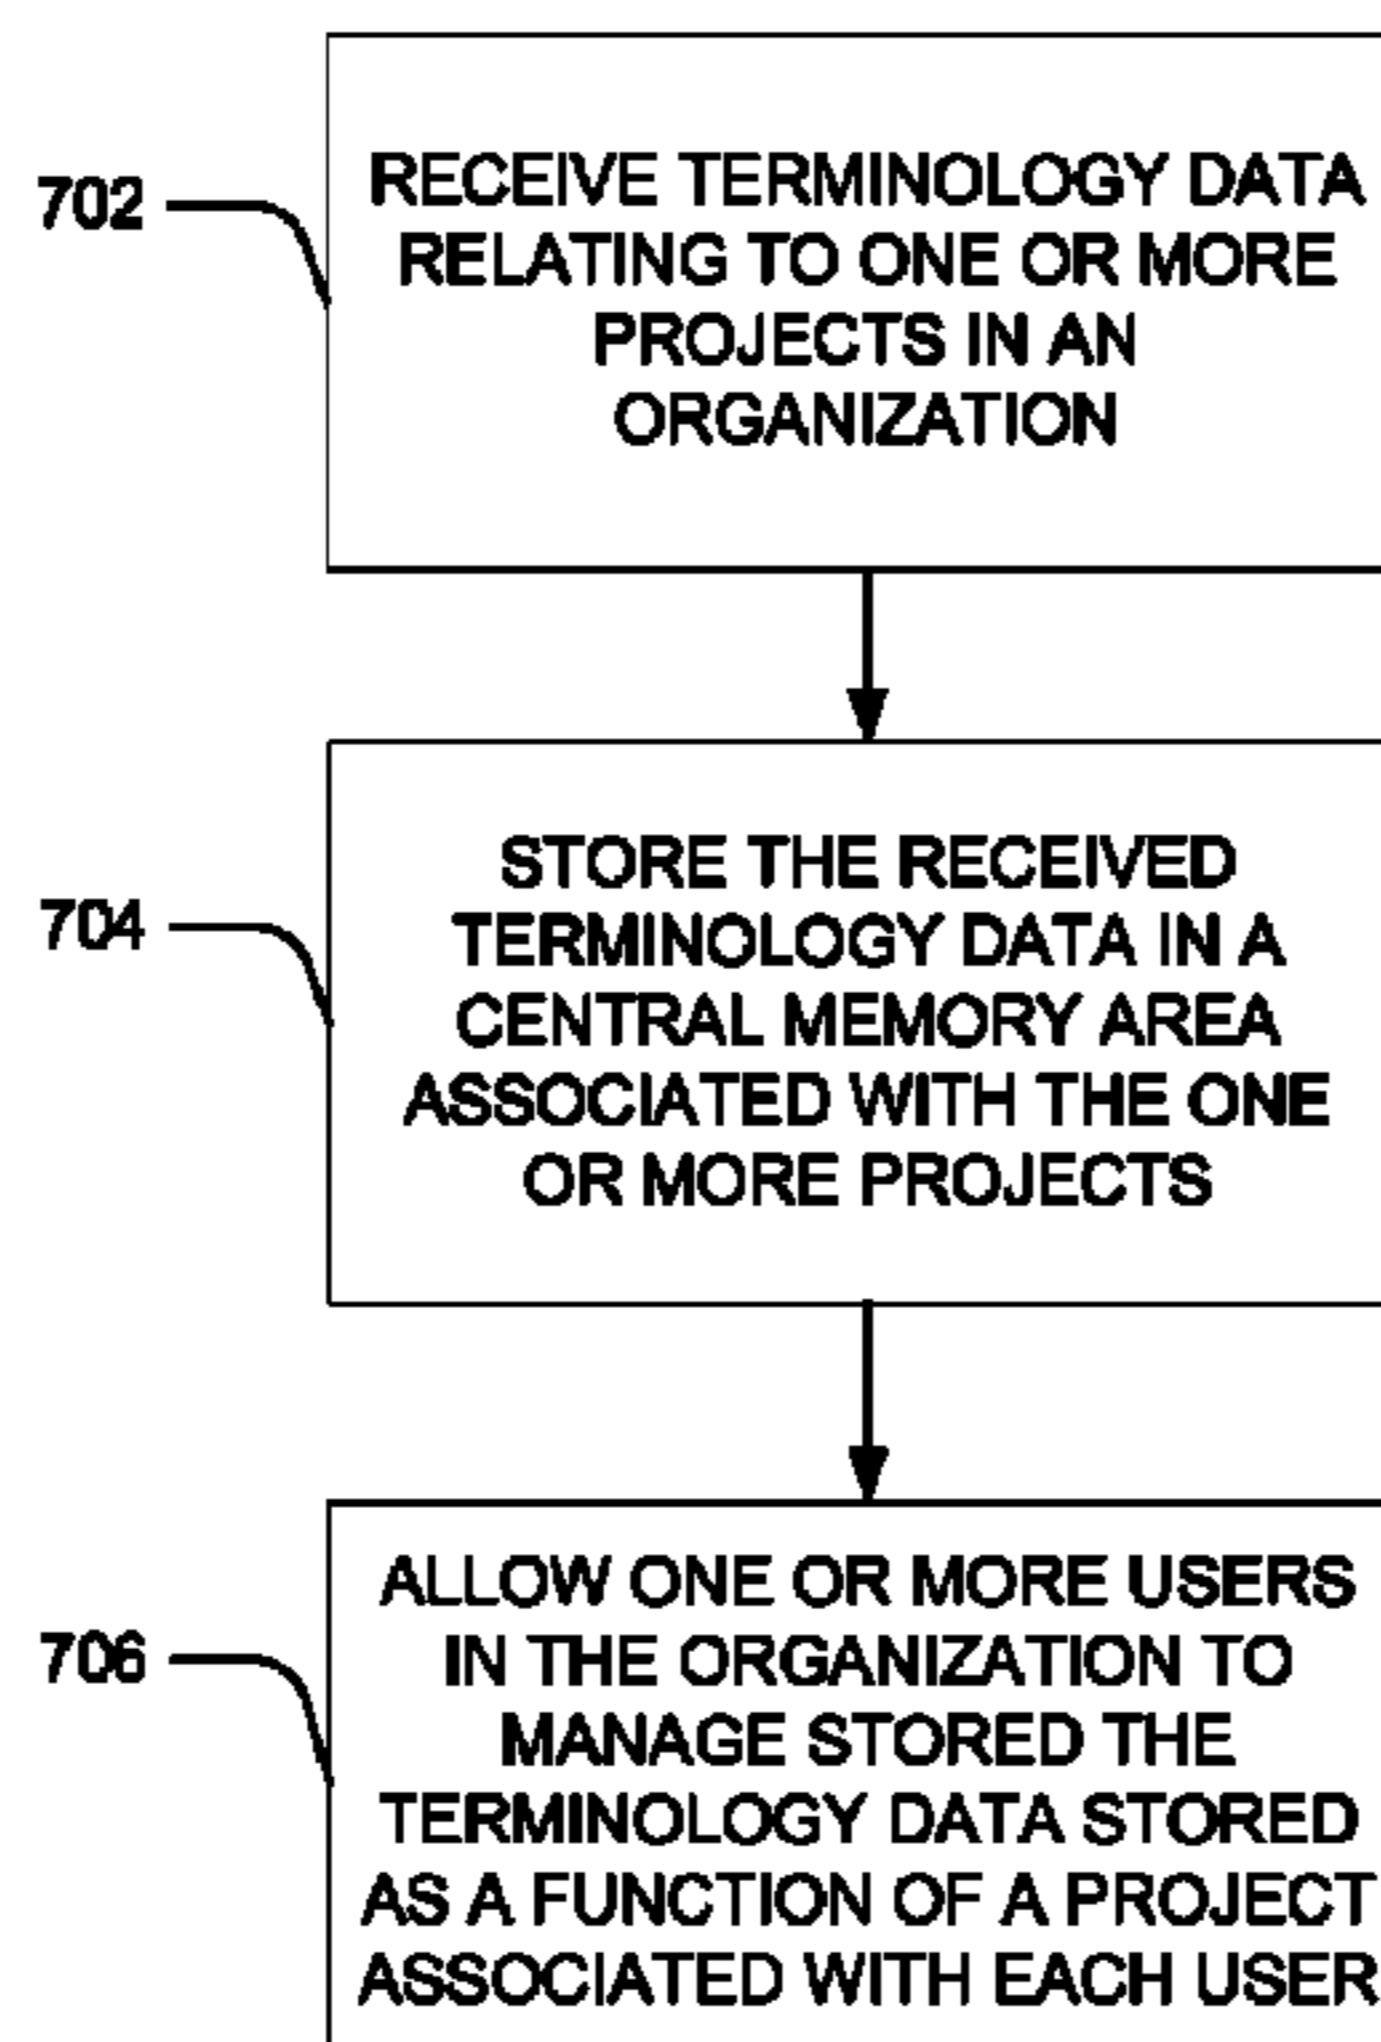 702
RECEIVE TERMINOLOGY DATA
RELATING TO ONE OR MORE
PROJECTS IN AN
ORGANIZATION
704
STORE THE RECEIVED
TERMINOLOGY DATA IN A
CENTRAL MEMORY AREA
ASSOCIATED WITH THE ONE
OR MORE PROJECTS
706
ALLOW ONE OR MORE USERS
IN THE ORGANIZATION TO
MANAGE STORED THE
TERMINOLOGY DATA STORED
AS A FUNCTION OF A PROJECT
ASSOCIATED WITH EACH USER